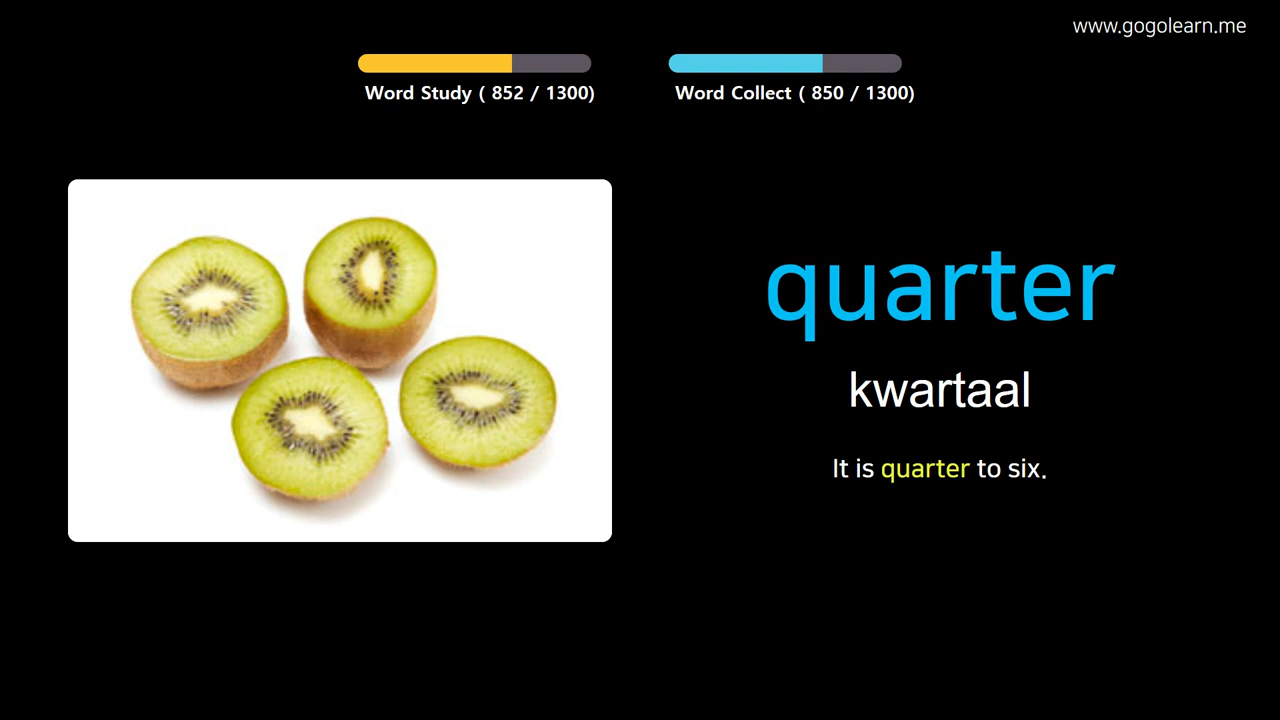 www.gogolearn.me
Word Study ( 852 / 1300)
Word Collect ( 850 / 1300)
quarter
kwartaal
It is quarter to six.